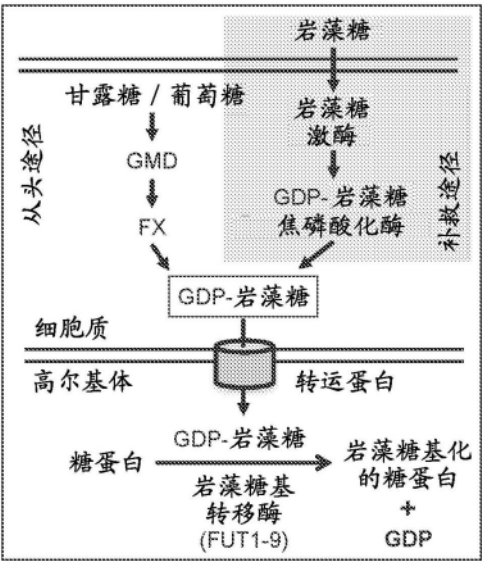 岩藻糖
甘露糖 / 葡萄糖
岩藻糖
激酶
从头途径
GMD
补救途径
GDP-岩藻糖
焦磷酸化酶
FX
GDP-岩藻糖
细胞质
高尔基体
转运蛋白
GDP-岩藻糖
糖蛋白
岩藻糖基化
的糖蛋白
岩藻糖基
转移酶
(FUT1-9)
+
GDP